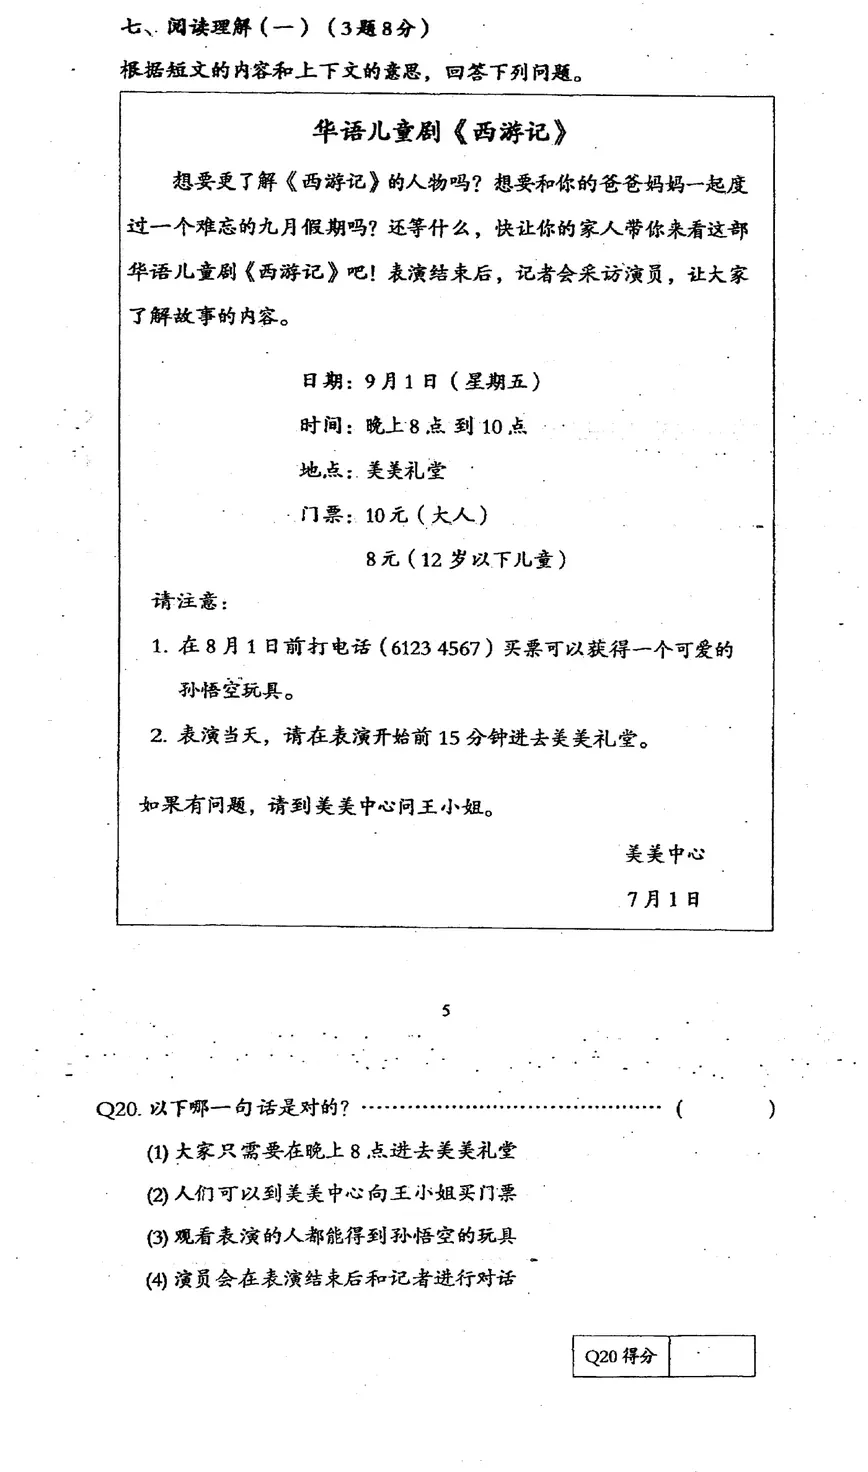 七、阅读理解(一)(3题8分)
根据短文的内容和上下文的意思，回答下列问题。
华语儿童剧《西游记》
想要更了解《西游记》的人物吗？想要和你的爸爸妈妈一起度
过一个难忘的九月假期吗？还等什么，快让你的家人带你来看这部
华语儿童剧《西游记》吧！表演结束后，记者会采访演员，让大家
了解故事的内容。
日期：9月1日（星期五）
时间：晚上8点到10点
地点：美美礼堂
门票：10元（大人）
8元（12岁以下儿童）
请注意：
1. 在8月1日前打电话（6123 4567）买票可以获得一个可爱的
孙悟空玩具。
2. 表演当天，请在表演开始前15分钟进去美美礼堂。
如果有问题，请到美美中心问王小姐。
美美中心
7月1日
5
Q20. 以下哪一句话是对的？……………………………………( )
(1) 大家只需要在晚上8点进去美美礼堂
(2) 人们可以到美美中心向王小姐买门票
(3) 观看表演的人都能得到孙悟空的玩具
(4) 演员会在表演结束后和记者进行对话
Q20得分